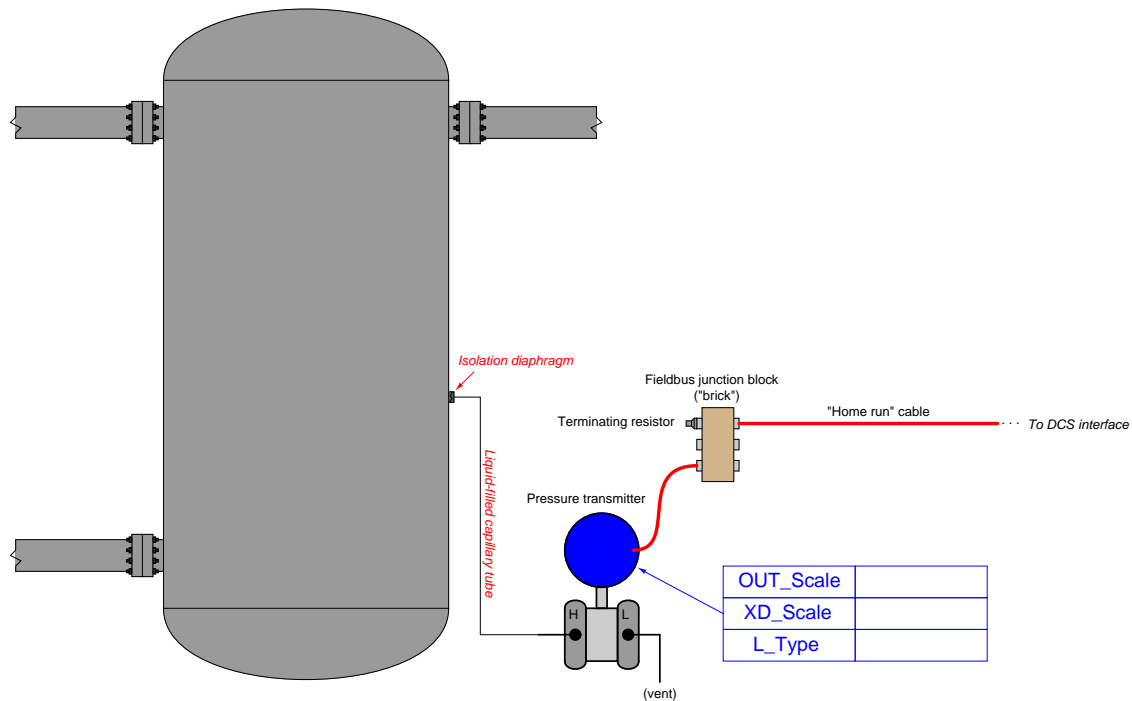 Isolation diaphragm
Fieldbus junction block
("brick")
Terminating resistor
"Home run" cable
· · · To DCS interface
Liquid-filled capillary tube
Pressure transmitter
OUT_Scale
XD_Scale
L_Type
H
L
(vent)